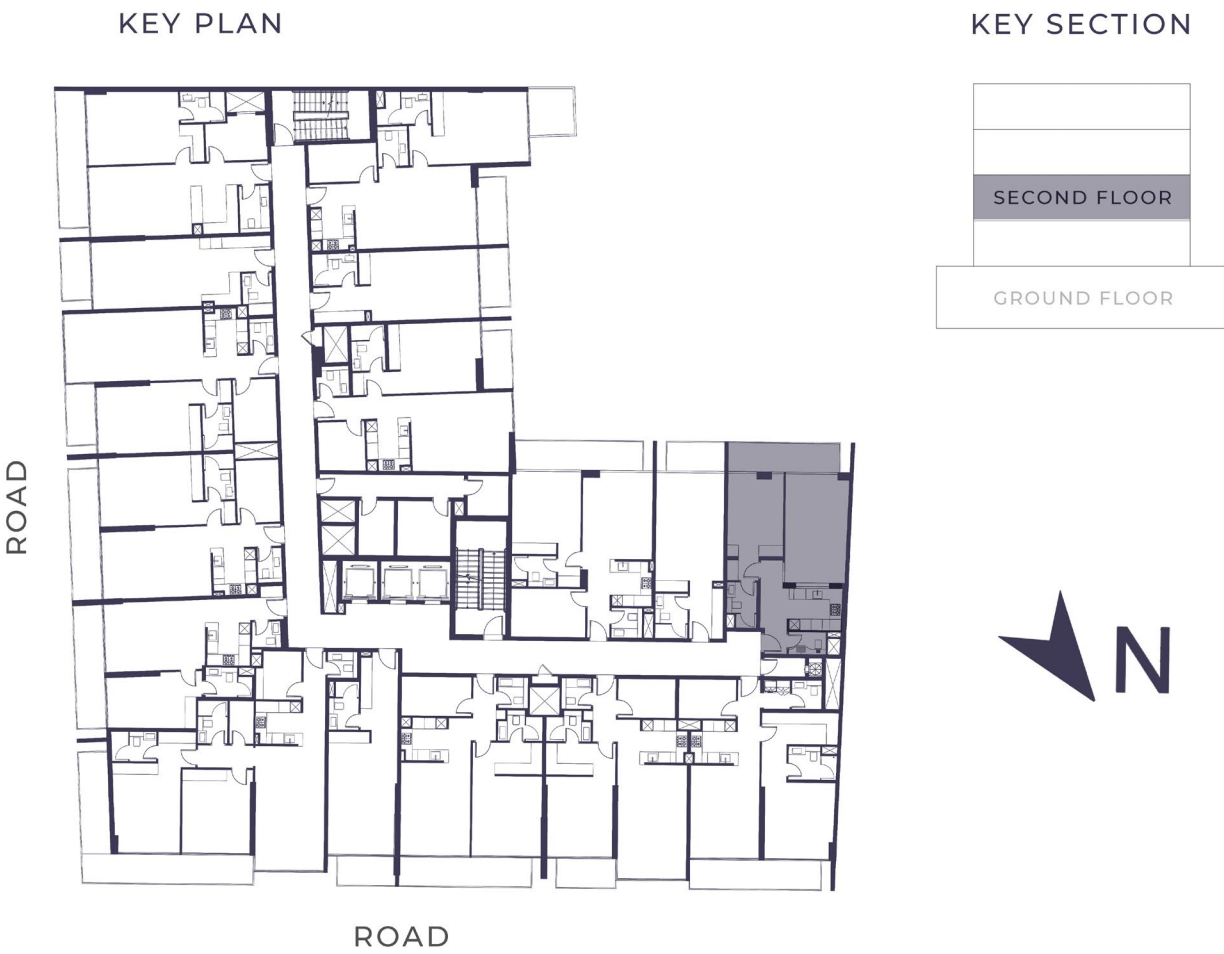 KEY PLAN
KEY SECTION
SECOND FLOOR
GROUND FLOOR
ROAD
N
ROAD